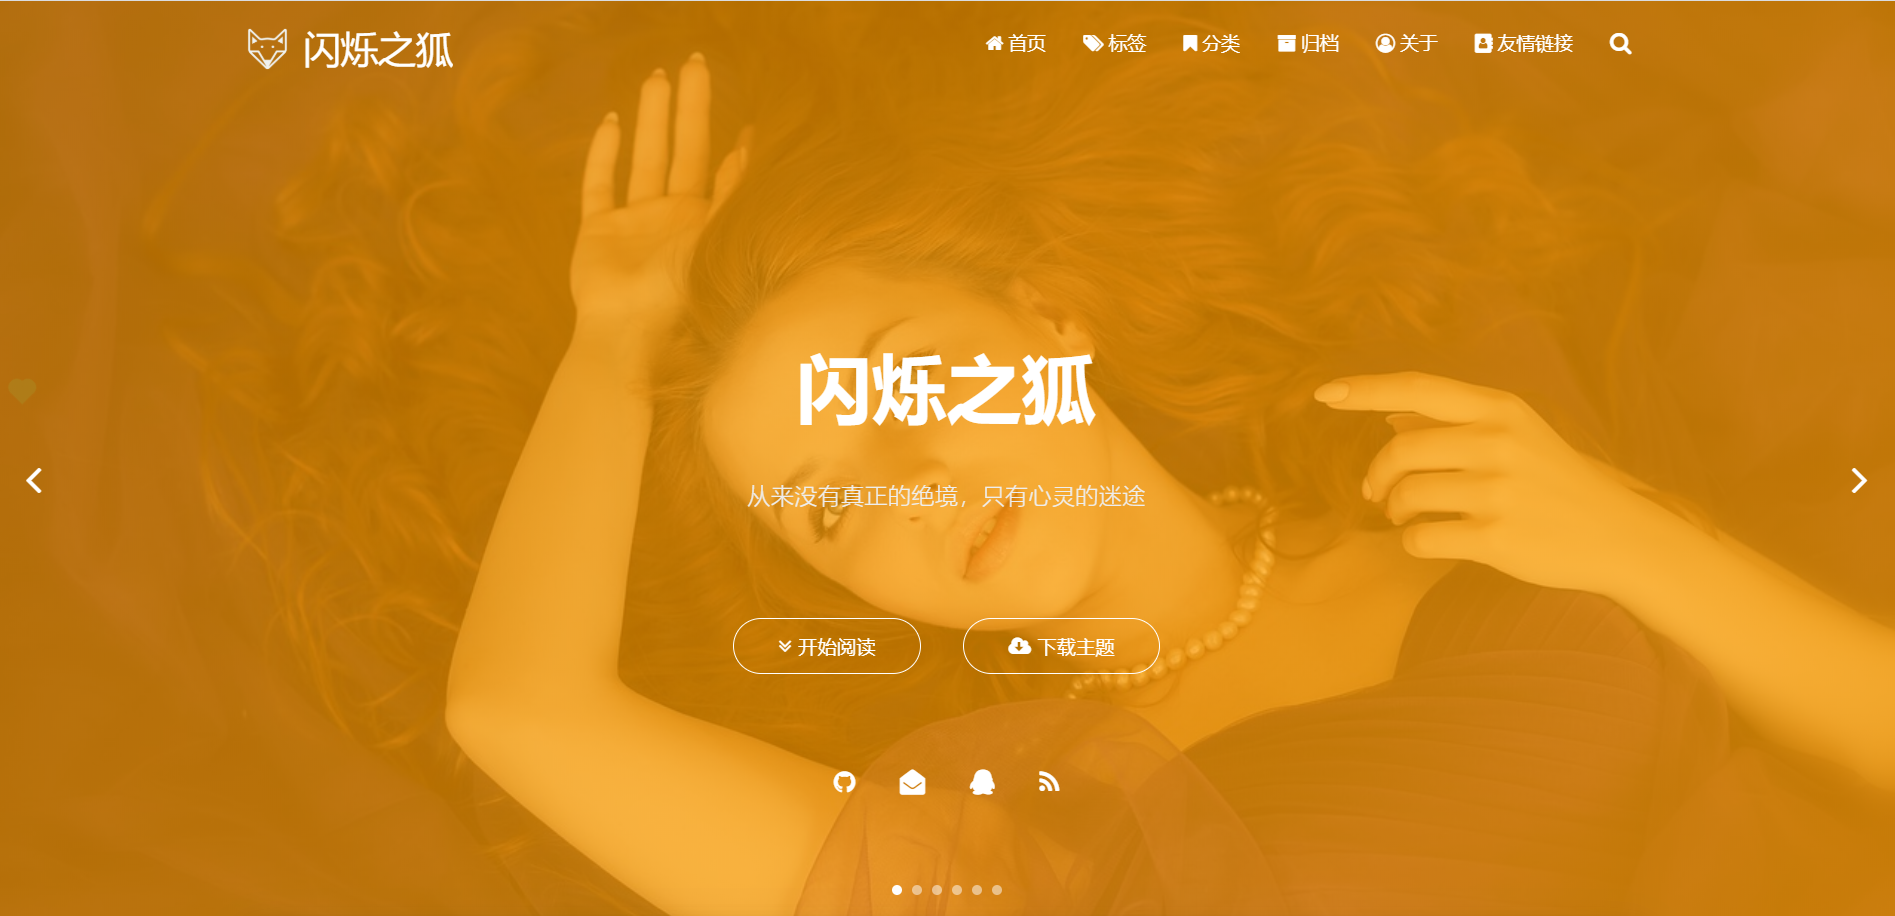 闪烁之狐
首页 标签 分类 归档 关于 友情链接
闪烁之狐
从来没有真正的绝境，只有心灵的迷途
开始阅读 下载主题